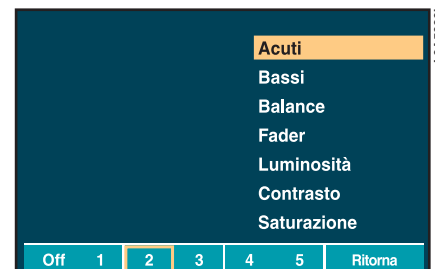 Acuti
Bassi
Balance
Fader
Luminosità
Contrasto
Saturazione
Off 1 2 3 4 5 Ritorna